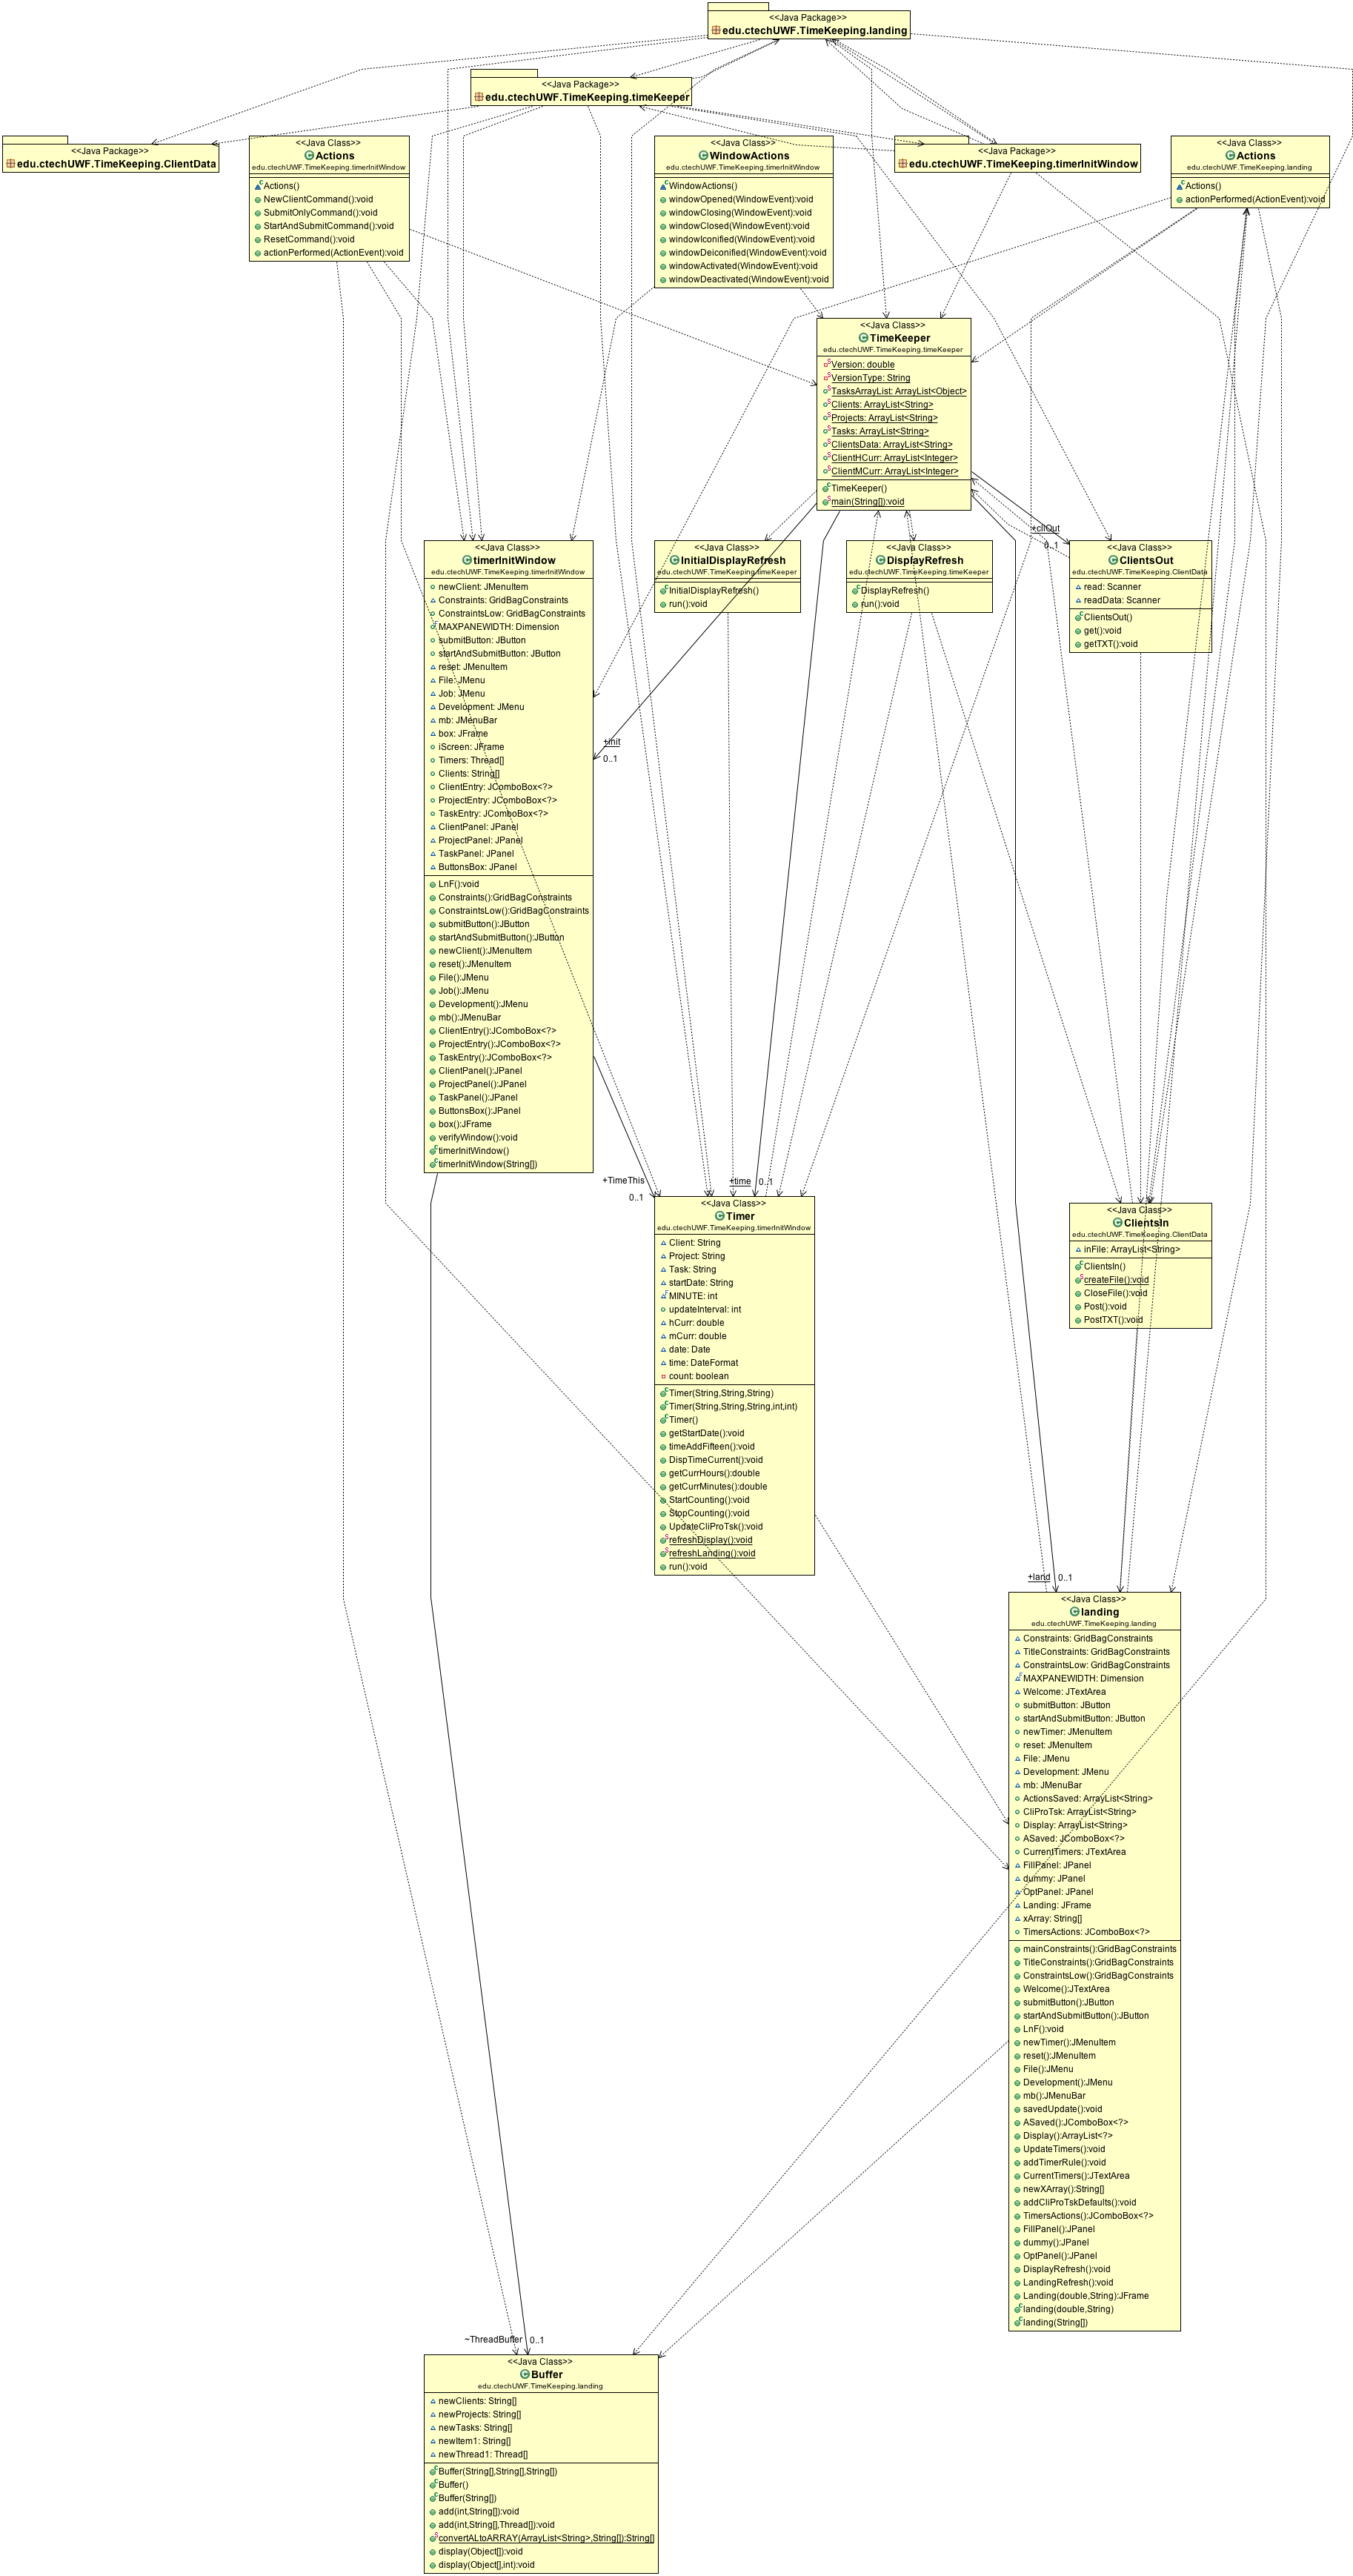 <<Java Package>>
edu.ctechUWF.TimeKeeping.landing
<<Java Package>>
edu.ctechUWF.TimeKeeping.timeKeeper
<<Java Package>>
edu.ctechUWF.TimeKeeping.ClientData
<<Java Class>>
Actions
edu.ctechUWF.TimeKeeping.timerInitWindow
Actions()
NewClientCommand():void
SubmitOnlyCommand():void
StartAndSubmitCommand():void
ResetCommand():void
actionPerformed(ActionEvent):void
<<Java Class>>
WindowActions
edu.ctechUWF.TimeKeeping.timerInitWindow
WindowActions()
windowOpened(WindowEvent):void
windowClosing(WindowEvent):void
windowClosed(WindowEvent):void
windowIconified(WindowEvent):void
windowDeiconified(WindowEvent):void
windowActivated(WindowEvent):void
windowDeactivated(WindowEvent):void
<<Java Package>>
edu.ctechUWF.TimeKeeping.timerInitWindow
<<Java Class>>
Actions
edu.ctechUWF.TimeKeeping.landing
Actions()
actionPerformed(ActionEvent):void
<<Java Class>>
TimeKeeper
edu.ctechUWF.TimeKeeping.timeKeeper
Version: double
VersionType: String
TasksArrayList: ArrayList<Object>
Clients: ArrayList<String>
Projects: ArrayList<String>
Tasks: ArrayList<String>
ClientsData: ArrayList<String>
ClientHCurr: ArrayList<Integer>
ClientMCurr: ArrayList<Integer>
TimeKeeper()
main(String[]):void
+cliOut
0..1
<<Java Class>>
timerInitWindow
edu.ctechUWF.TimeKeeping.timerInitWindow
newClient: JMenuItem
Constraints: GridBagConstraints
ConstraintsLow: GridBagConstraints
MAXPANEWIDTH: Dimension
submitButton: JButton
startAndSubmitButton: JButton
reset: JMenuItem
File: JMenu
Job: JMenu
Development: JMenu
mb: JMenuBar
box: JFrame
iScreen: JFrame
Timers: Thread[]
Clients: String[]
ClientEntry: JComboBox<?>
ProjectEntry: JComboBox<?>
TaskEntry: JComboBox<?>
ClientPanel: JPanel
ProjectPanel: JPanel
TaskPanel: JPanel
ButtonsBox: JPanel
LnF():void
Constraints():GridBagConstraints
ConstraintsLow():GridBagConstraints
submitButton():JButton
startAndSubmitButton():JButton
newClient():JMenuItem
reset():JMenuItem
File():JMenu
Job():JMenu
Development():JMenu
mb():JMenuBar
ClientEntry():JComboBox<?>
ProjectEntry():JComboBox<?>
TaskEntry():JComboBox<?>
ClientPanel():JPanel
ProjectPanel():JPanel
TaskPanel():JPanel
ButtonsBox():JPanel
box():JFrame
verifyWindow():void
timerInitWindow()
timerInitWindow(String[])
<<Java Class>>
InitialDisplayRefresh
edu.ctechUWF.TimeKeeping.timeKeeper
InitialDisplayRefresh()
run():void
<<Java Class>>
DisplayRefresh
edu.ctechUWF.TimeKeeping.timeKeeper
DisplayRefresh()
run():void
<<Java Class>>
ClientsOut
edu.ctechUWF.TimeKeeping.ClientData
read: Scanner
readData: Scanner
ClientsOut()
get():void
getTXT():void
+init
0..1
+TimeThis
0..1
+time
0..1
<<Java Class>>
Timer
edu.ctechUWF.TimeKeeping.timerInitWindow
Client: String
Project: String
Task: String
startDate: String
MINUTE: int
updateInterval: int
hCurr: double
mCurr: double
date: Date
time: DateFormat
count: boolean
Timer(String,String,String)
Timer(String,String,String,int,int)
Timer()
getStartDate():void
timeAddFifteen():void
DispTimeCurrent():void
getCurrHours():double
getCurrMinutes():double
StartCounting():void
StopCounting():void
UpdateCliProTsk():void
refreshDisplay():void
refreshLanding():void
run():void
<<Java Class>>
ClientsIn
edu.ctechUWF.TimeKeeping.ClientData
inFile: ArrayList<String>
ClientsIn()
createFile():void
CloseFile():void
Post():void
PostTXT():void
+land
0..1
<<Java Class>>
landing
edu.ctechUWF.TimeKeeping.landing
Constraints: GridBagConstraints
TitleConstraints: GridBagConstraints
ConstraintsLow: GridBagConstraints
MAXPANEWIDTH: Dimension
Welcome: JTextArea
submitButton: JButton
startAndSubmitButton: JButton
newTimer: JMenuItem
reset: JMenuItem
File: JMenu
Development: JMenu
mb: JMenuBar
ActionsSaved: ArrayList<String>
CliProTsk: ArrayList<String>
Display: ArrayList<String>
ASaved: JComboBox<?>
CurrentTimers: JTextArea
FillPanel: JPanel
dummy: JPanel
OptPanel: JPanel
Landing: JFrame
xArray: String[]
TimersActions: JComboBox<?>
mainConstraints():GridBagConstraints
TitleConstraints():GridBagConstraints
ConstraintsLow():GridBagConstraints
Welcome():JTextArea
submitButton():JButton
startAndSubmitButton():JButton
LnF():void
newTimer():JMenuItem
reset():JMenuItem
File():JMenu
Development():JMenu
mb():JMenuBar
savedUpdate():void
ASaved():JComboBox<?>
Display():ArrayList<?>
UpdateTimers():void
addTimerRule():void
CurrentTimers():JTextArea
newXArray():String[]
addCliProTskDefaults():void
TimersActions():JComboBox<?>
FillPanel():JPanel
dummy():JPanel
OptPanel():JPanel
DisplayRefresh():void
LandingRefresh():void
Landing(double,String):JFrame
landing(double,String)
landing(String[])
~ThreadBuffer
0..1
<<Java Class>>
Buffer
edu.ctechUWF.TimeKeeping.landing
newClients: String[]
newProjects: String[]
newTasks: String[]
newItem1: String[]
newThread1: Thread[]
Buffer(String[],String[],String[])
Buffer()
Buffer(String[])
add(int,String[]):void
add(int,String[],Thread[]):void
convertALtoARRAY(ArrayList<String>,String[]):String[]
display(Object[]):void
display(Object[],int):void